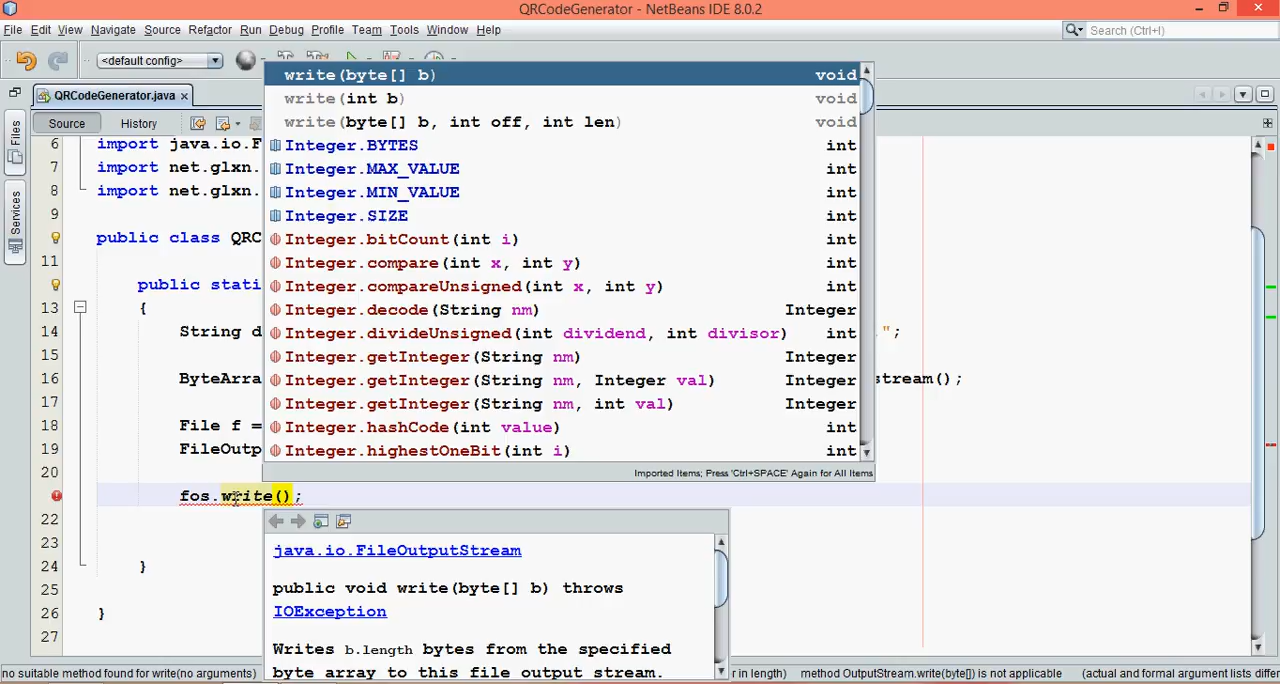 QRCodeGenerator - NetBeans IDE 8.0.2
File Edit View Navigate Source Refactor Run Debug Profile Team Tools Window Help
Search (Ctrl+I)
<default config>
QRCodeGenerator.java
Source History
Files
Services
write(byte[] b) void
write(int b) void
write(byte[] b, int off, int len) void
Integer.BYTES int
Integer.MAX_VALUE int
Integer.MIN_VALUE int
Integer.SIZE int
Integer.bitCount(int i) int
Integer.compare(int x, int y) int
Integer.compareUnsigned(int x, int y) int
Integer.decode(String nm) Integer
Integer.divideUnsigned(int dividend, int divisor) int
Integer.getInteger(String nm) Integer
Integer.getInteger(String nm, Integer val) Integer
Integer.getInteger(String nm, int val) Integer
Integer.hashCode(int value) int
Integer.highestOneBit(int i) int
Imported Items; Press 'Ctrl+SPACE' Again for All Items
6 import java.io.F
7 import net.glxn.
8 import net.glxn.
9
public class QRC
11
public stati
13 {
14 String d ";
15
16 ByteArra stream();
17
18 File f =
19 FileOutp
20
fos.write();
22
23
24 }
25
26 }
27
java.io.FileOutputStream
public void write(byte[] b) throws
IOException
Writes b.length bytes from the specified
byte array to this file output stream.
no suitable method found for write(no arguments) r in length) method OutputStream.write(byte[]) is not applicable (actual and formal argument lists differ